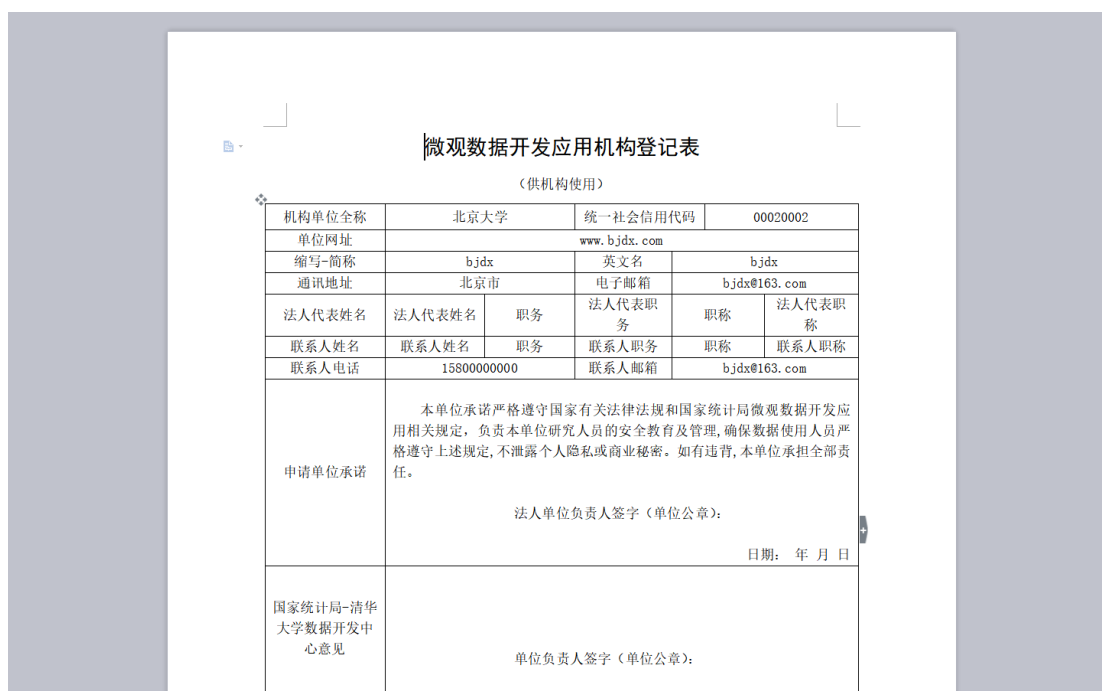 微观数据开发应用机构登记表
（供机构使用）
机构单位全称 北京大学 统一社会信用代码 00020002
单位网址 www.bjdx.com
缩写-简称 bjdx 英文名 bjdx
通讯地址 北京市 电子邮箱 bjdx@163.com
法人代表姓名 法人代表姓名 职务 法人代表职务 职称 法人代表职称
联系人姓名 联系人姓名 职务 联系人职务 职称 联系人职称
联系人电话 15800000000 联系人邮箱 bjdx@163.com
申请单位承诺
本单位承诺严格遵守国家有关法律法规和国家统计局微观数据开发应
用相关规定，负责本单位研究人员的安全教育及管理,确保数据使用人员严
格遵守上述规定,不泄露个人隐私或商业秘密。如有违背,本单位承担全部责
任。
法人单位负责人签字（单位公章）：
日期： 年 月 日
国家统计局-清华
大学数据开发中
心意见
单位负责人签字（单位公章）：